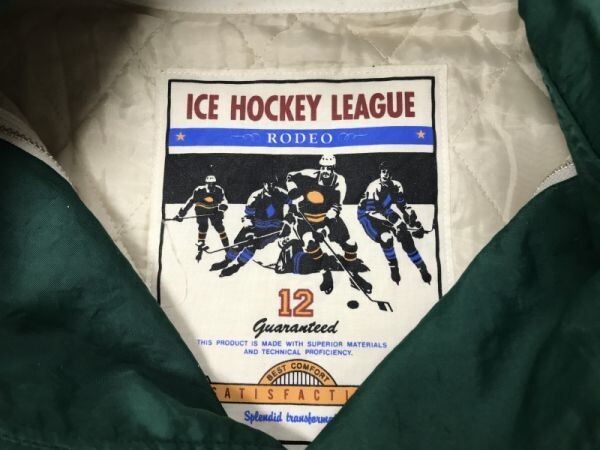 ICE HOCKEY LEAGUE
RODEO
12
Guaranteed
THIS PRODUCT IS MADE WITH SUPERIOR MATERIALS
AND TECHNICAL PROFICIENCY.
BEST COMFORT
Splendid